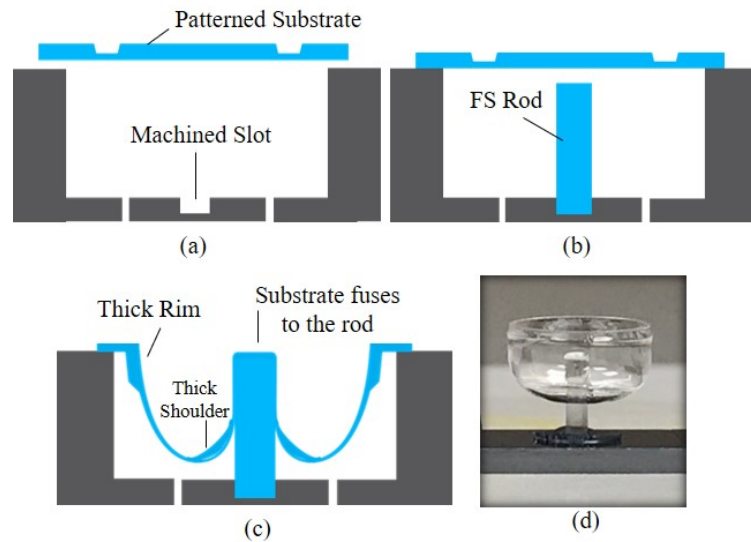 Patterned Substrate
Machined Slot
(a)
FS Rod
(b)
Thick Rim
Substrate fuses
to the rod
Thick
Shoulder
(c)
(d)